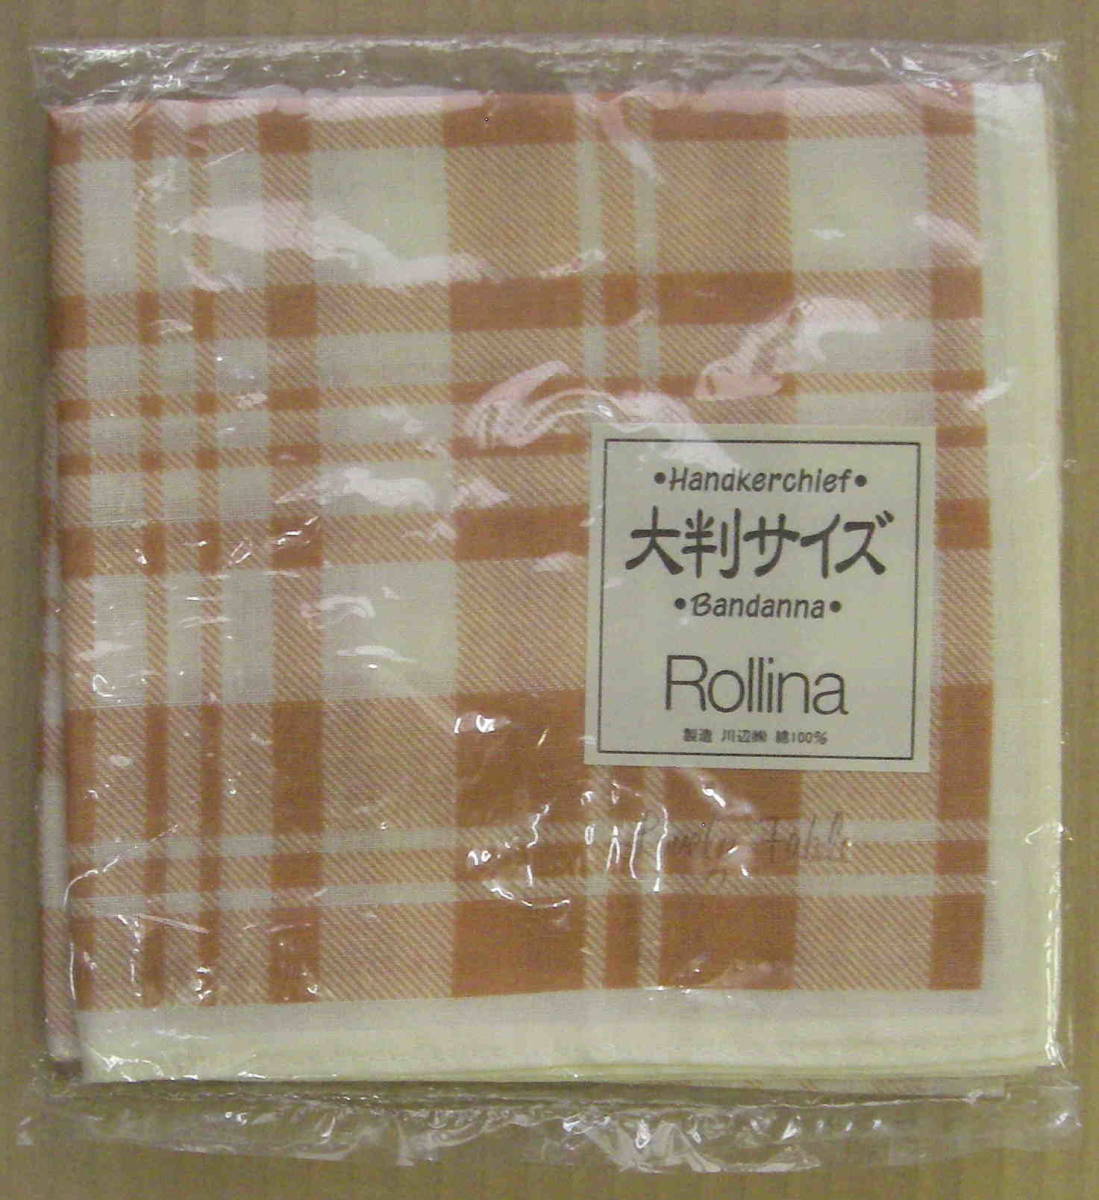 •Handkerchief•
大判サイズ
•Bandanna•
Rollina
製造 川辺㈱ 綿100%